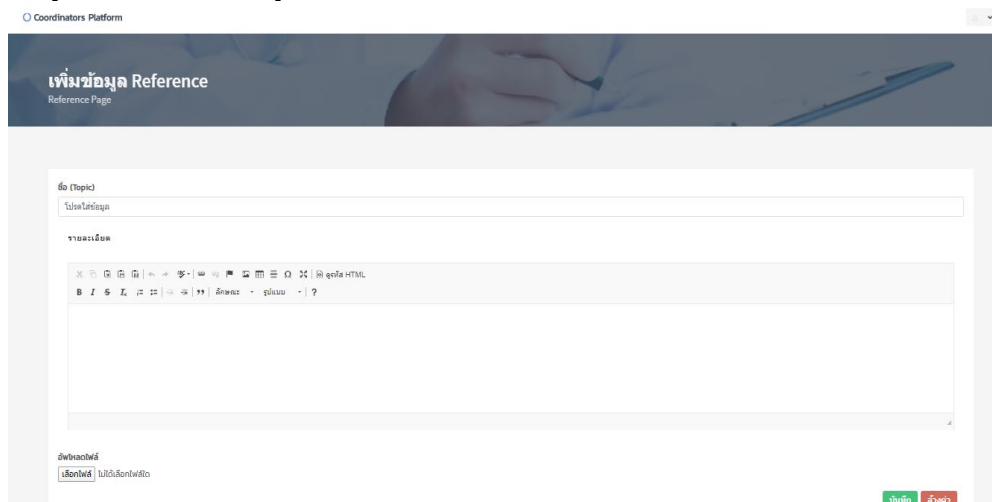 Coordinators Platform
เพิ่มข้อมูล Reference
Reference Page
ชื่อ (Topic)
โปรดใส่ข้อมูล
รายละเอียด
ดูรหัส HTML
B I S Ix ลักษณะ รูปแบบ ?
อัพโหลดไฟล์
เลือกไฟล์ ไม่ได้เลือกไฟล์ใด
บันทึก ล้างค่า